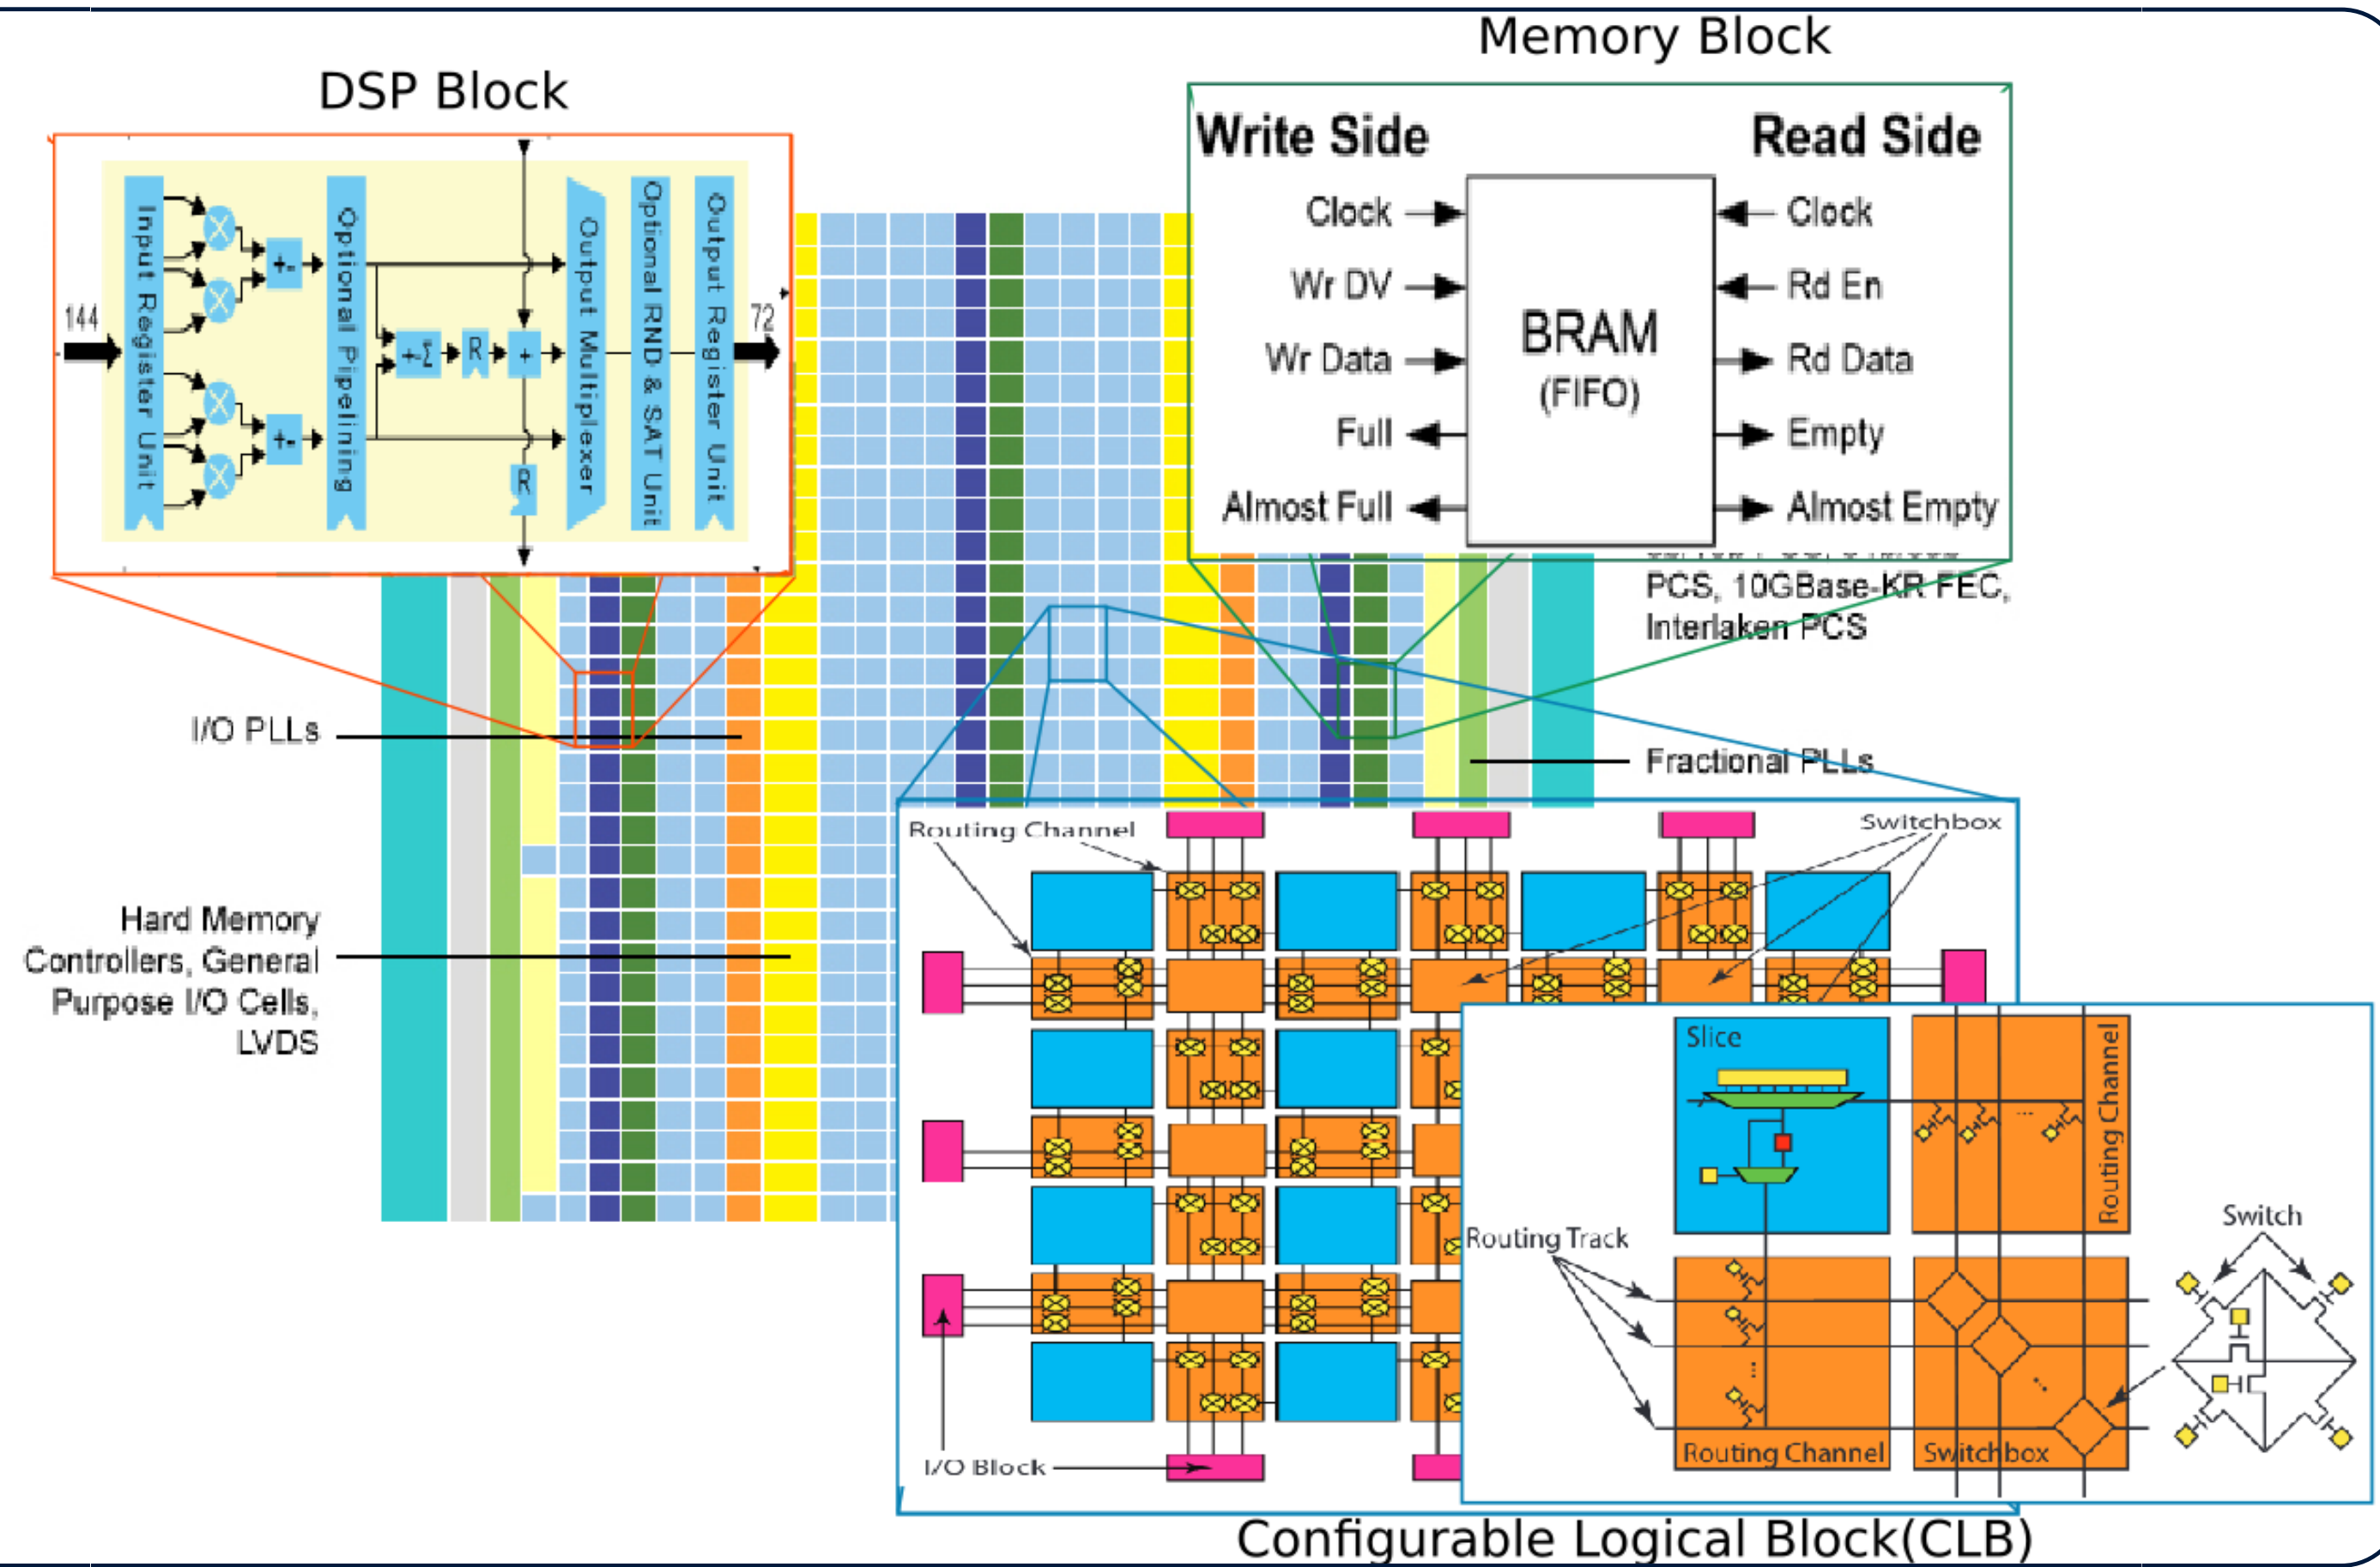 Memory Block
DSP Block
Write Side
Read Side
Clock
Wr DV
Wr Data
Full
Almost Full
BRAM
(FIFO)
Clock
Rd En
Rd Data
Empty
Almost Empty
144
Input Register Unit
+-
+-
Optional Pipelining
+-Σ
R
+
R
Output Multiplexer
Optional RND & SAT Unit
Output Register Unit
72
PCS, 10GBase-KR FEC,
Interlaken PCS
I/O PLLs
Fractional PLLs
Hard Memory
Controllers, General
Purpose I/O Cells,
LVDS
Routing Channel
Switchbox
I/O Block
Slice
Routing Channel
Routing Track
Switch
Routing Channel
Switchbox
Configurable Logical Block(CLB)